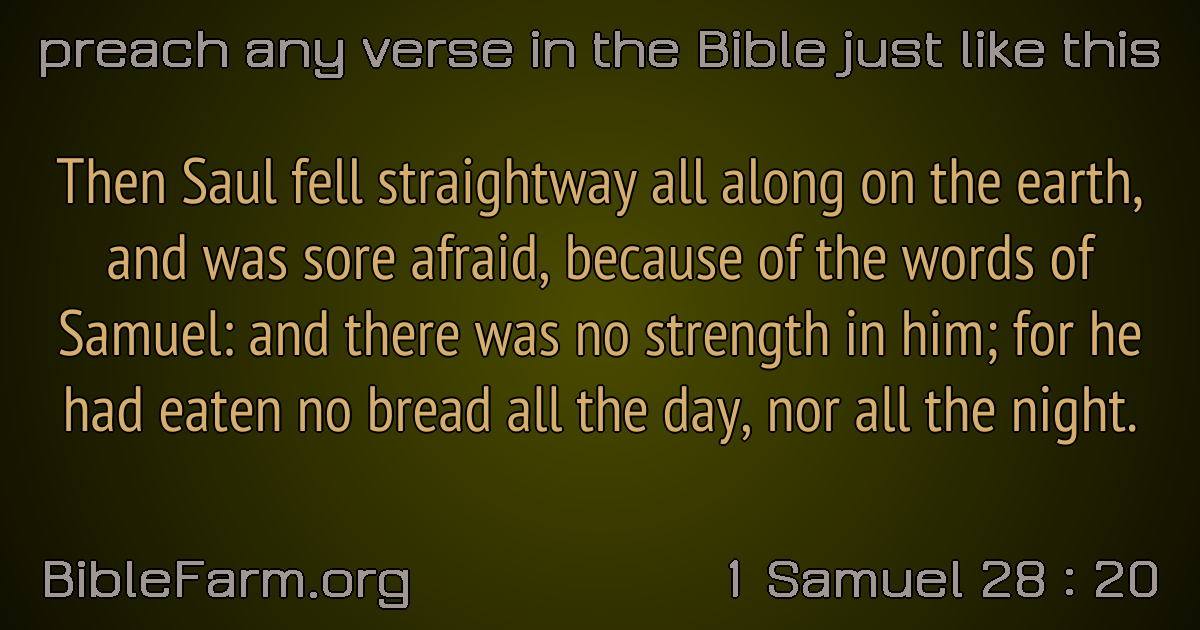 preach any verse in the Bible just like this
Then Saul fell straightway all along on the earth,
and was sore afraid, because of the words of
Samuel: and there was no strength in him; for he
had eaten no bread all the day, nor all the night.
BibleFarm.org
1 Samuel 28 : 20